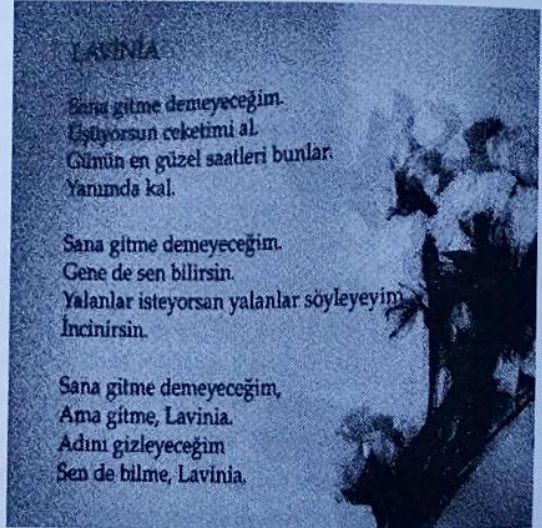 LAVINIA
Sana gitme demeyeceğim.
Üşüyorsun ceketimi al.
Günün en güzel saatleri bunlar.
Yanımda kal.
Sana gitme demeyeceğim.
Gene de sen bilirsin.
Yalanlar isteyorsan yalanlar söyleyeyim,
İncinirsin.
Sana gitme demeyeceğim,
Ama gitme, Lavinia.
Adını gizleyeceğim
Sen de bilme, Lavinia.